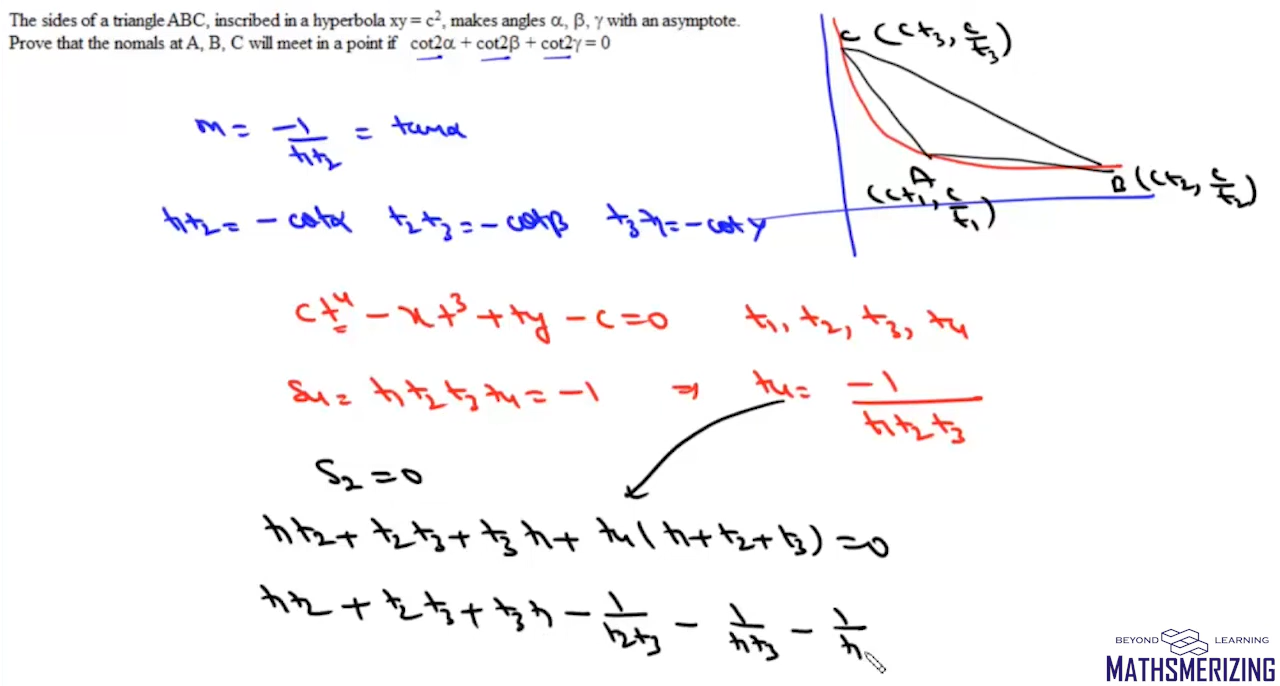 The sides of a triangle ABC, inscribed in a hyperbola xy = c², makes angles α, β, γ with an asymptote.
Prove that the nomals at A, B, C will meet in a point if cot2α + cot2β + cot2γ = 0
C (ct₃, c/t₃)
A
(ct₁, c/t₁)
B (ct₂, c/t₂)
m = -1/t₁t₂ = tanα
t₁t₂ = - cotα t₂t₃ = - cotβ t₃t₁ = - cotγ
ct⁴ - xt³ + ty - c = 0 t₁, t₂, t₃, t₄
S₄ = t₁t₂t₃t₄ = -1 ⇒ t₄ = -1/t₁t₂t₃
S₂ = 0
t₁t₂ + t₂t₃ + t₃t₁ + t₄(t₁ + t₂ + t₃) = 0
t₁t₂ + t₂t₃ + t₃t₁ - 1/t₂t₃ - 1/t₁t₃ - 1/t₁
BEYOND LEARNING
MATHSMERIZING